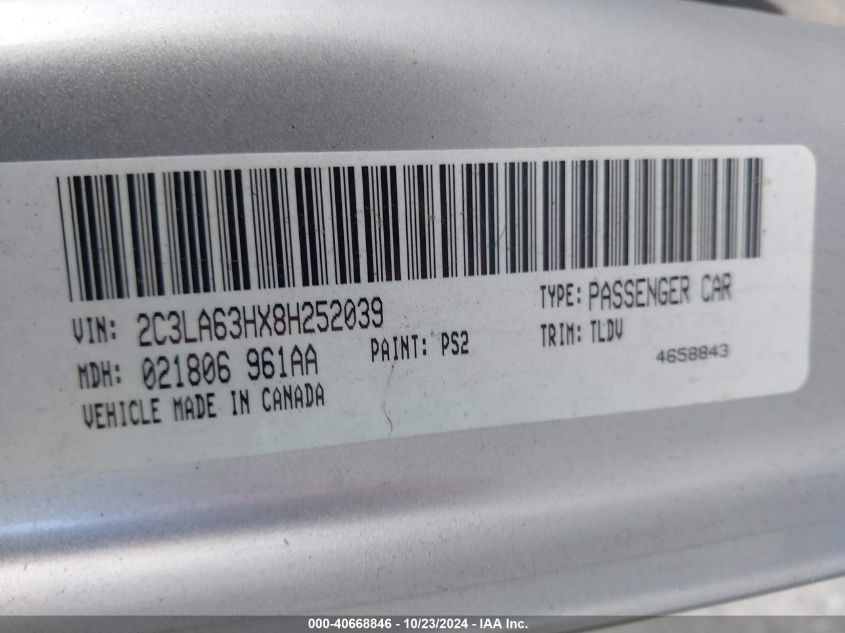 VIN: 2C3LA63HX8H252039
TYPE: PASSENGER CAR
MDH: 021806 961AA
PAINT: PS2
TRIM: TLDV
4658843
VEHICLE MADE IN CANADA
000-40668846 - 10/23/2024 - IAA Inc.